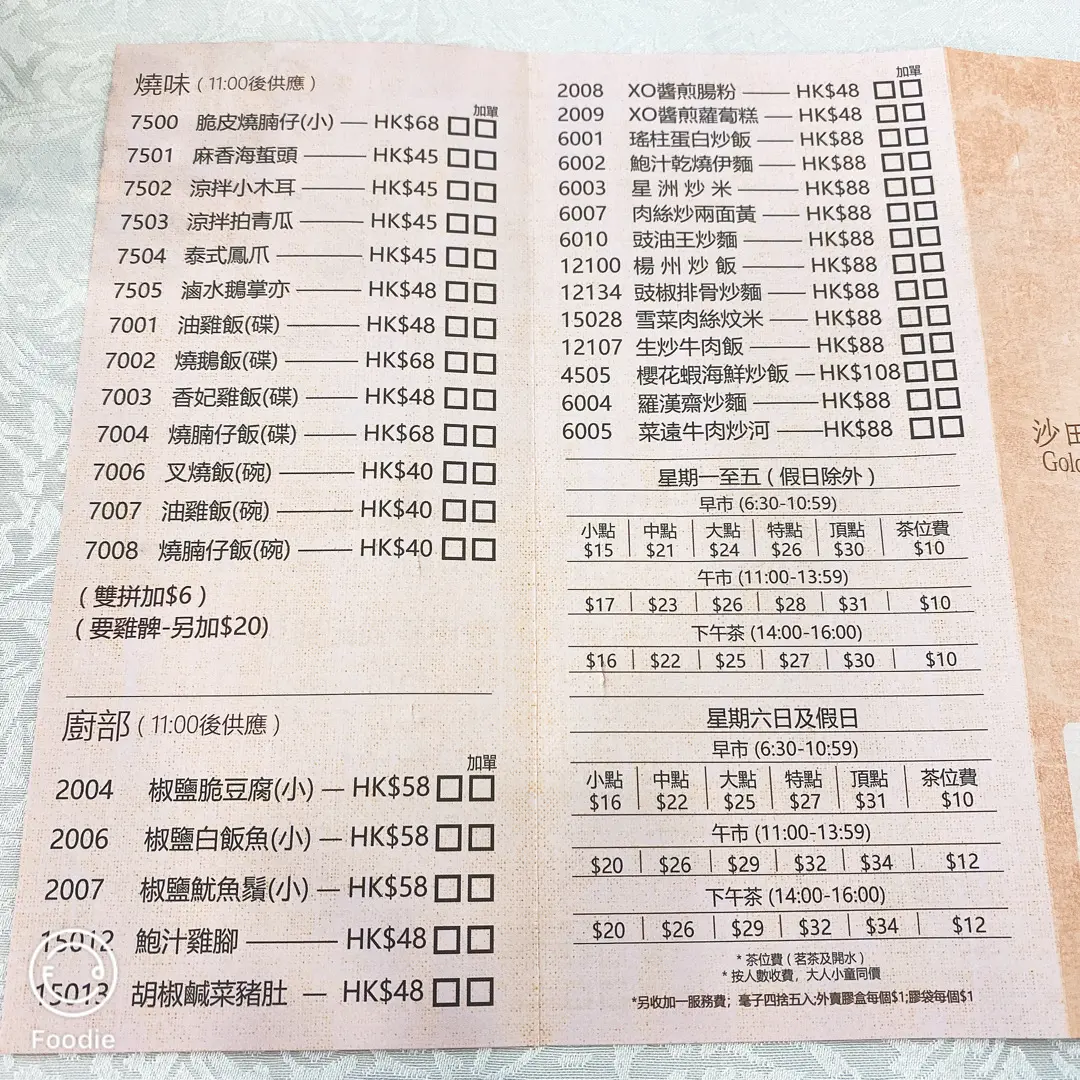 燒味 ( 11:00後供應 )
加單
7500 脆皮燒腩仔(小) — HK$68
7501 麻香海蜇頭 —— HK$45
7502 涼拌小木耳 —— HK$45
7503 涼拌拍青瓜 —— HK$45
7504 泰式鳳爪 —— HK$45
7505 滷水鵝掌亦 —— HK$48
7001 油雞飯(碟) —— HK$48
7002 燒鵝飯(碟) —— HK$68
7003 香妃雞飯(碟) —— HK$48
7004 燒腩仔飯(碟) —— HK$68
7006 叉燒飯(碗) —— HK$40
7007 油雞飯(碗) —— HK$40
7008 燒腩仔飯(碗) —— HK$40
( 雙拼加$6 )
( 要雞髀-另加$20)
廚部 ( 11:00後供應 )
加單
2004 椒鹽脆豆腐(小) — HK$58
2006 椒鹽白飯魚(小) — HK$58
2007 椒鹽魷魚鬚(小) — HK$58
15012 鮑汁雞腳 —— HK$48
15013 胡椒鹹菜豬肚 — HK$48
加單
2008 XO醬煎腸粉 —— HK$48
2009 XO醬煎蘿蔔糕 — HK$48
6001 瑤柱蛋白炒飯 — HK$88
6002 鮑汁乾燒伊麵 — HK$88
6003 星洲炒米 —— HK$88
6007 肉絲炒兩面黃 — HK$88
6010 豉油王炒麵 —— HK$88
12100 楊州炒飯 —— HK$88
12134 豉椒排骨炒麵 — HK$88
15028 雪菜肉絲炆米 — HK$88
12107 生炒牛肉飯 —— HK$88
4505 櫻花蝦海鮮炒飯 — HK$108
6004 羅漢齋炒麵 —— HK$88
6005 菜遠牛肉炒河 —— HK$88
星期一至五 ( 假日除外 )
早市 (6:30-10:59)
小點 中點 大點 特點 頂點 茶位費
$15 $21 $24 $26 $30 $10
午市 (11:00-13:59)
$17 $23 $26 $28 $31 $10
下午茶 (14:00-16:00)
$16 $22 $25 $27 $30 $10
星期六日及假日
早市 (6:30-10:59)
小點 中點 大點 特點 頂點 茶位費
$16 $22 $25 $27 $31 $10
午市 (11:00-13:59)
$20 $26 $29 $32 $34 $12
下午茶 (14:00-16:00)
$20 $26 $29 $32 $34 $12
* 茶位費 ( 茗茶及開水 )
* 按人數收費，大人小童同價
*另收加一服務費；毫子四捨五入;外賣膠盒每個$1;膠袋每個$1
沙田
Gold
Food
Foodie